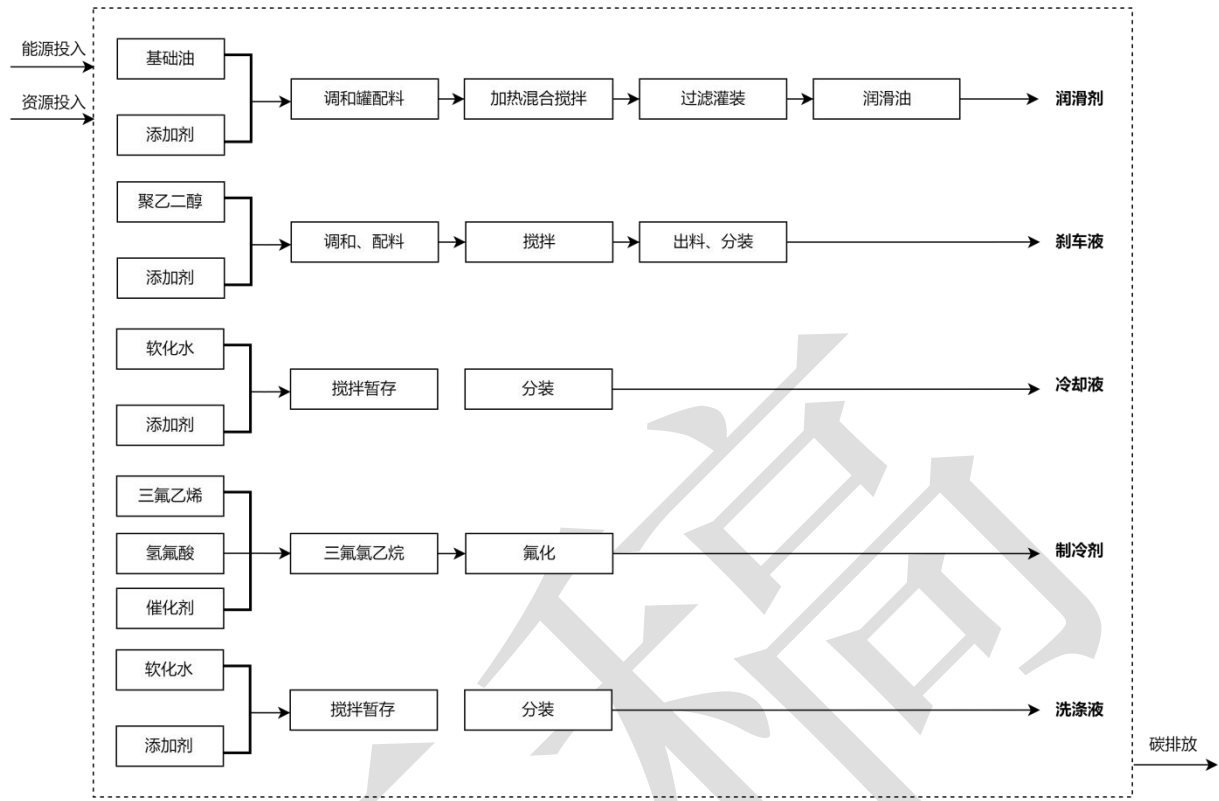 能源投入
资源投入
基础油
添加剂
调和罐配料
加热混合搅拌
过滤灌装
润滑油
润滑剂
聚乙二醇
添加剂
调和、配料
搅拌
出料、分装
刹车液
软化水
添加剂
搅拌暂存
分装
冷却液
三氟乙烯
氢氟酸
催化剂
三氟氯乙烷
氟化
制冷剂
软化水
添加剂
搅拌暂存
分装
洗涤液
碳排放
稿